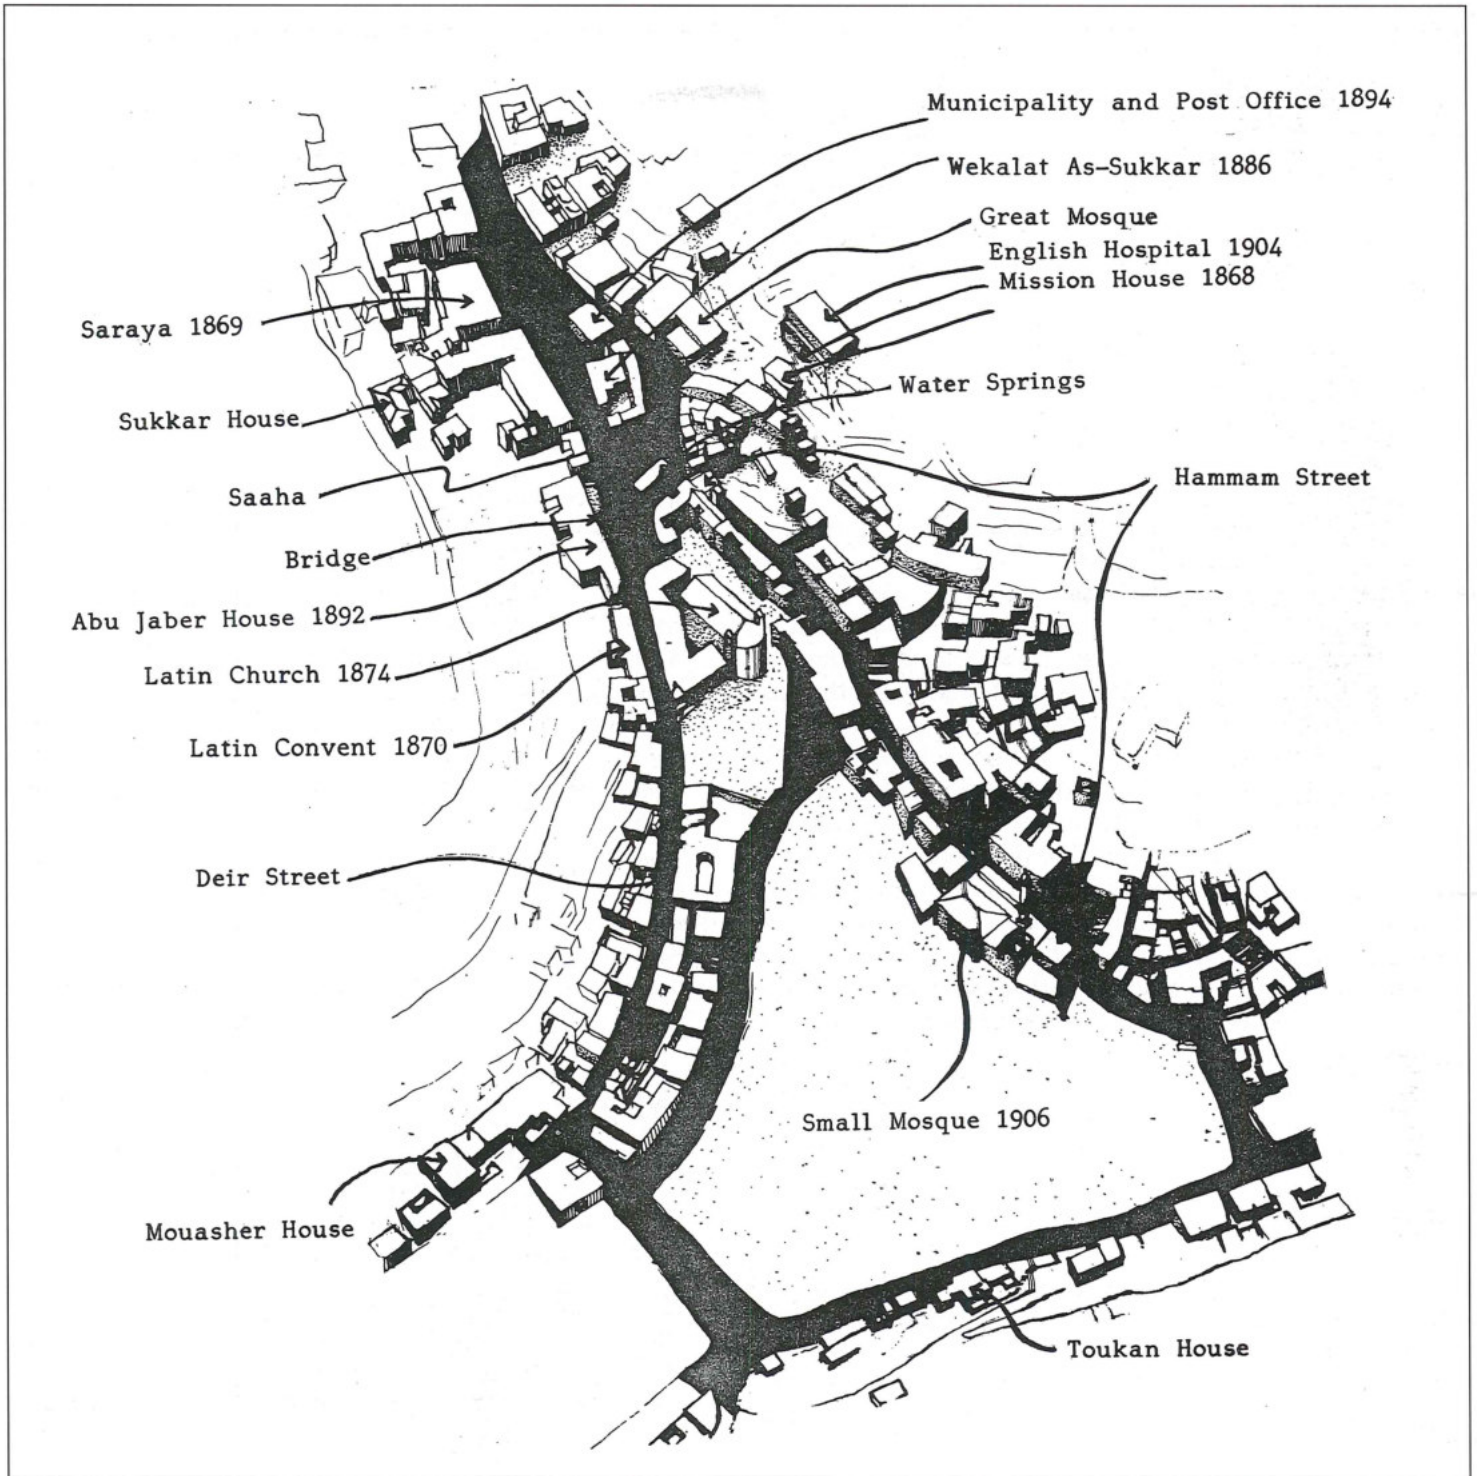 Municipality and Post Office 1894
Wekalat As-Sukkar 1886
Great Mosque
English Hospital 1904
Mission House 1868
Saraya 1869
Water Springs
Sukkar House
Hammam Street
Saaha
Bridge
Abu Jaber House 1892
Latin Church 1874
Latin Convent 1870
Deir Street
Small Mosque 1906
Mouasher House
Toukan House